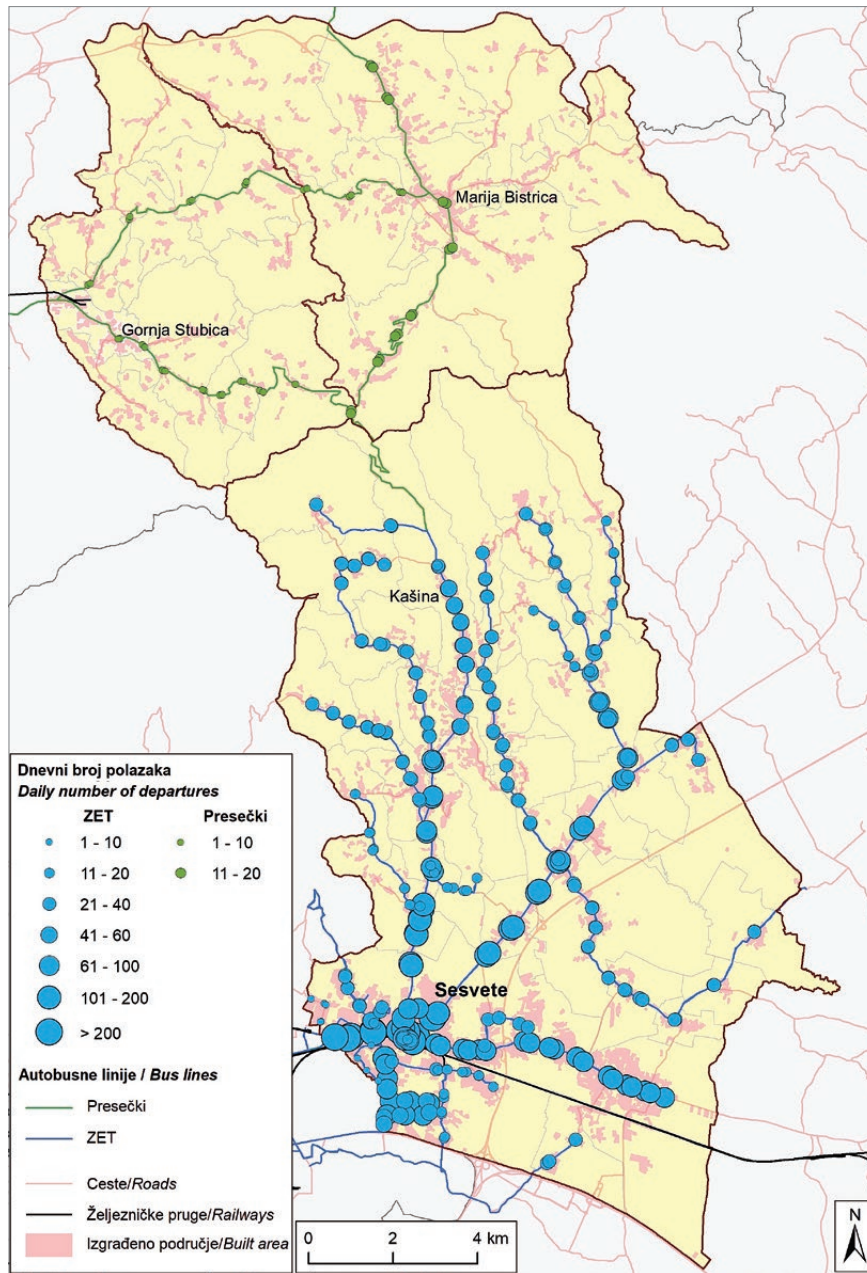 Marija Bistrica
Gornja Stubica
Kašina
Sesvete
Dnevni broj polazaka
Daily number of departures
ZET
Presečki
1 - 10
1 - 10
11 - 20
11 - 20
21 - 40
41 - 60
61 - 100
101 - 200
> 200
Autobusne linije / Bus lines
Presečki
ZET
Ceste/Roads
Željezničke pruge/Railways
Izgrađeno područje/Built area
0 2 4 km
N